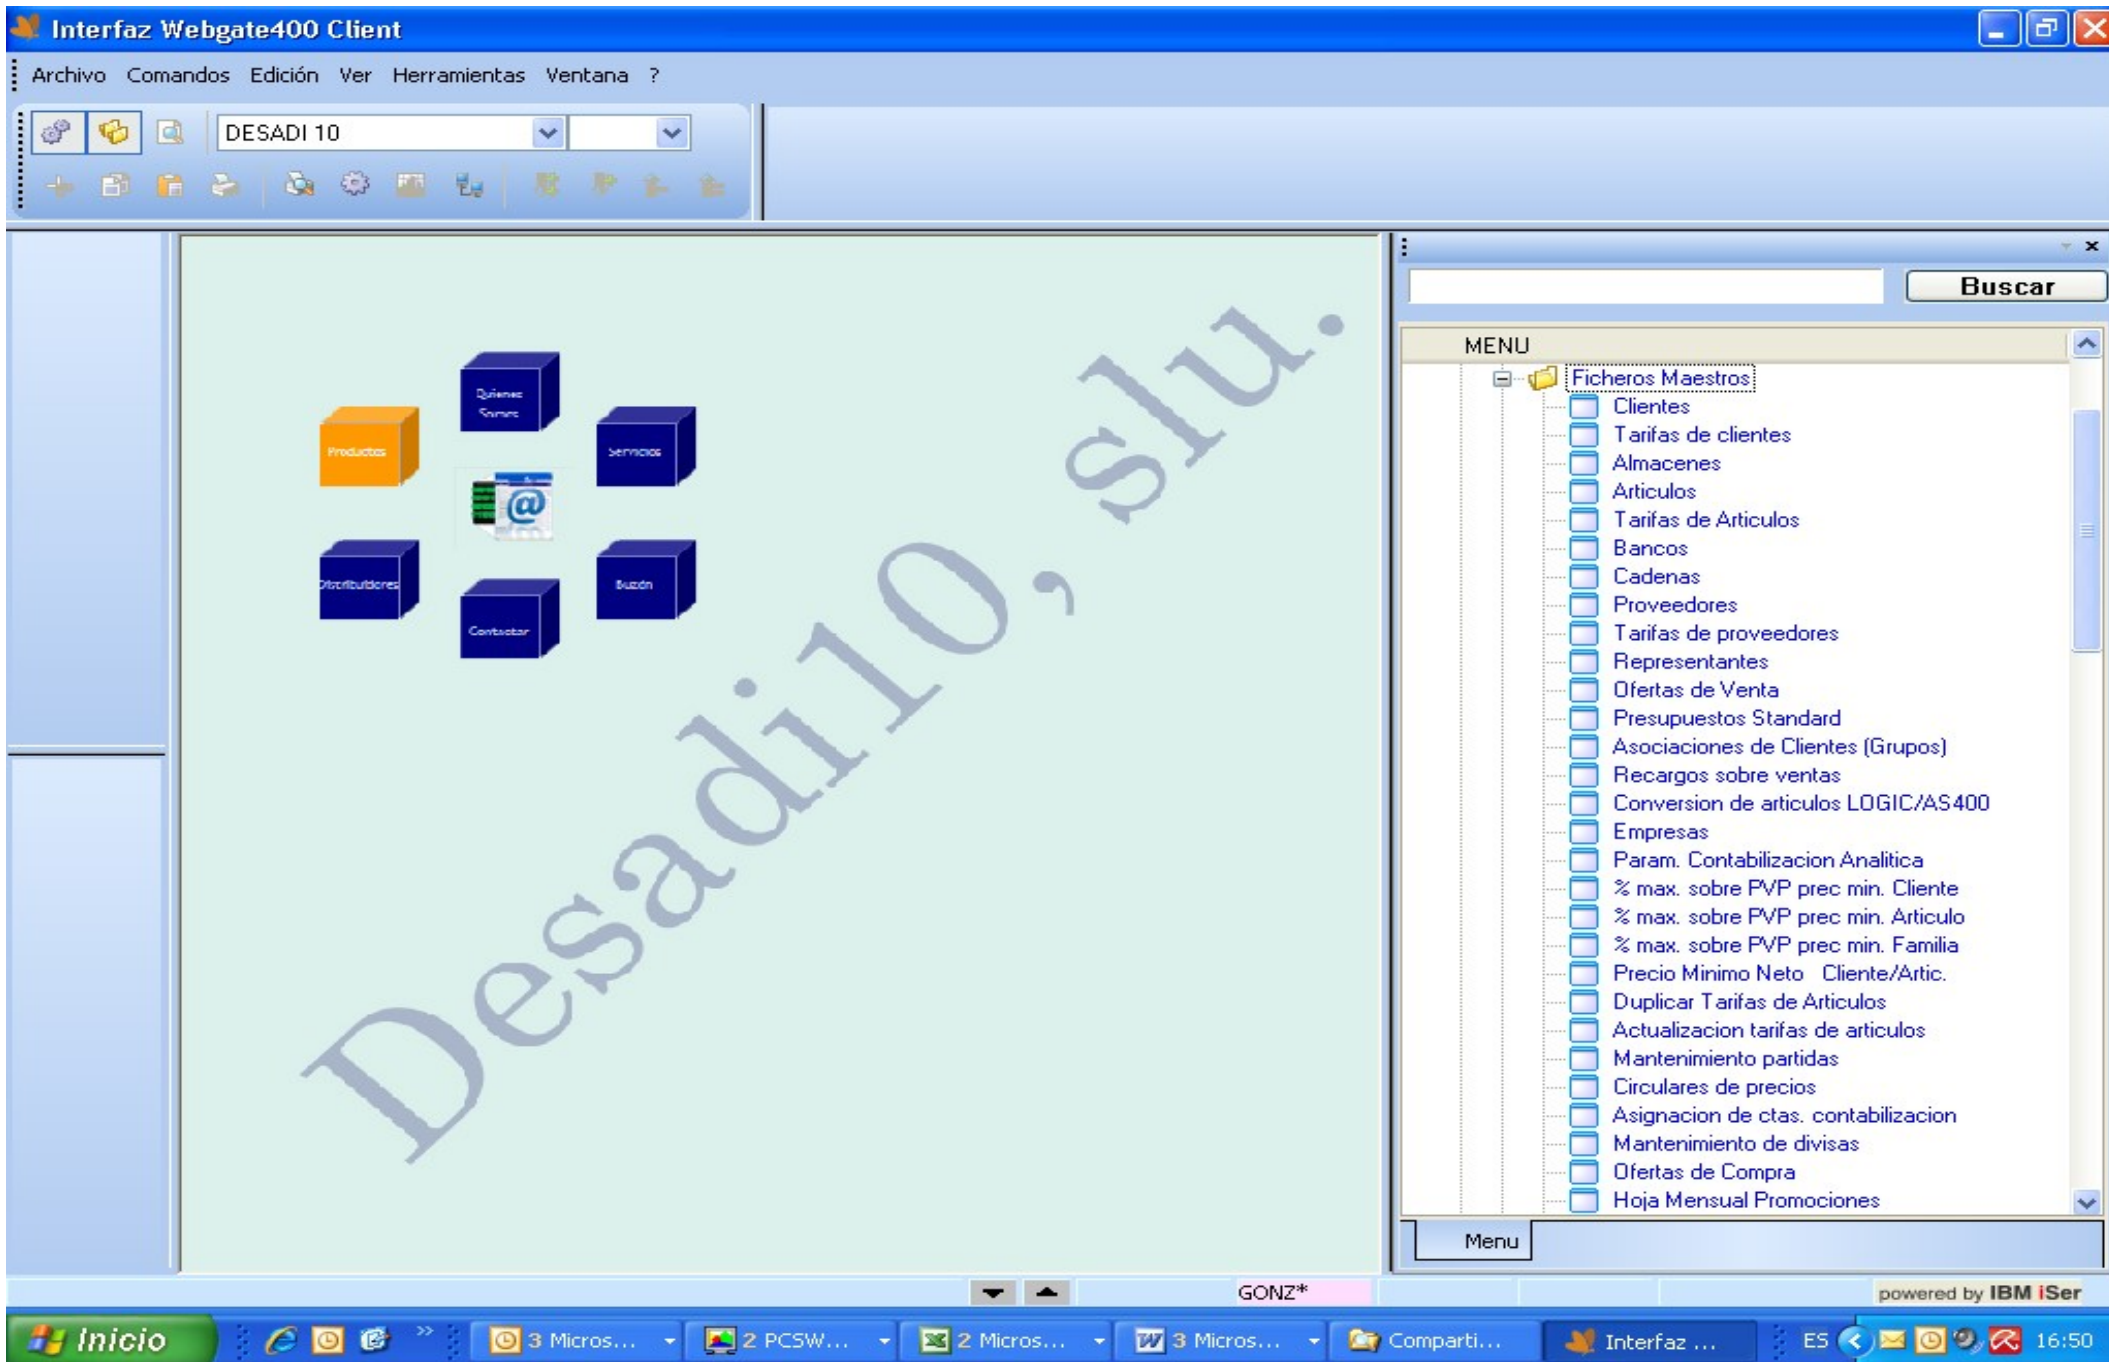 Interfaz Webgate400 Client
Archivo Comandos Edición Ver Herramientas Ventana ?
DESADI 10
Buscar
MENU
Ficheros Maestros
Clientes
Tarifas de clientes
Almacenes
Articulos
Tarifas de Articulos
Bancos
Cadenas
Proveedores
Tarifas de proveedores
Representantes
Ofertas de Venta
Presupuestos Standard
Asociaciones de Clientes (Grupos)
Recargos sobre ventas
Conversion de articulos LOGIC/AS400
Empresas
Param. Contabilizacion Analitica
% max. sobre PVP prec min. Cliente
% max. sobre PVP prec min. Articulo
% max. sobre PVP prec min. Familia
Precio Minimo Neto Cliente/Artic.
Duplicar Tarifas de Articulos
Actualizacion tarifas de articulos
Mantenimiento partidas
Circulares de precios
Asignacion de ctas. contabilizacion
Mantenimiento de divisas
Ofertas de Compra
Hoja Mensual Promociones
Menu
Quienes
Somos
Productos
Servicios
@
Distribuidores
Buzón
Contactar
Desadi10, slu.
GONZ*
powered by IBM iSer
Inicio
3 Micros...
2 PCSW...
2 Micros...
3 Micros...
Comparti...
Interfaz ...
ES
16:50